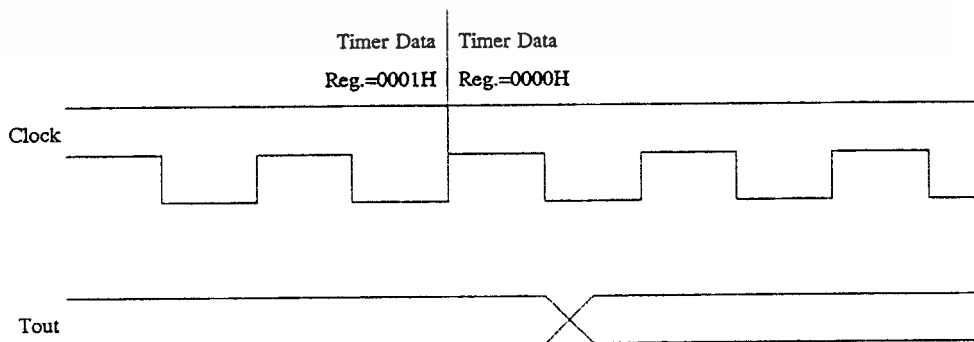 Timer Data Timer Data
Reg.=0001H Reg.=0000H
Clock
Tout